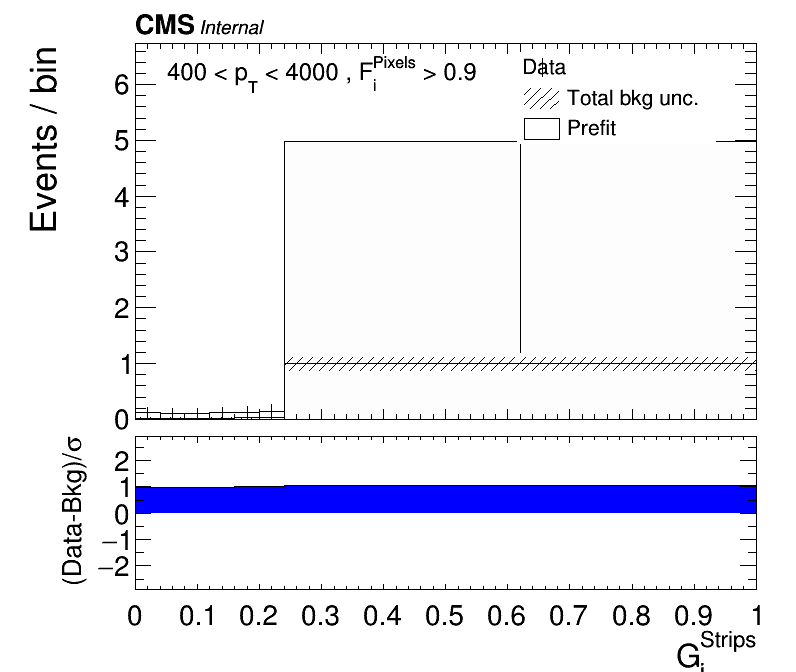 CMS Internal
400 < p_T < 4000 , F_i^Pixels > 0.9
Data
Total bkg unc.
Prefit
Events / bin
6
5
4
3
2
1
0
(Data-Bkg)/σ
2
1
0
−1
−2
0 0.1 0.2 0.3 0.4 0.5 0.6 0.7 0.8 0.9 1
G_i^Strips